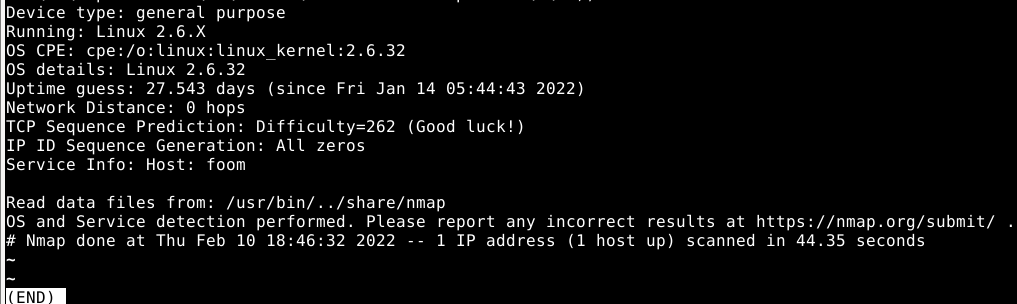 Device type: general purpose
Running: Linux 2.6.X
OS CPE: cpe:/o:linux:linux_kernel:2.6.32
OS details: Linux 2.6.32
Uptime guess: 27.543 days (since Fri Jan 14 05:44:43 2022)
Network Distance: 0 hops
TCP Sequence Prediction: Difficulty=262 (Good luck!)
IP ID Sequence Generation: All zeros
Service Info: Host: foom

Read data files from: /usr/bin/../share/nmap
OS and Service detection performed. Please report any incorrect results at https://nmap.org/submit/ .
# Nmap done at Thu Feb 10 18:46:32 2022 -- 1 IP address (1 host up) scanned in 44.35 seconds
~
~
(END)